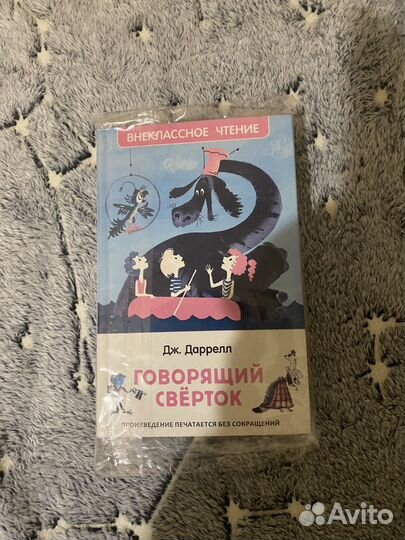 ВНЕКЛАССНОЕ ЧТЕНИЕ
Дж. Даррелл
ГОВОРЯЩИЙ
СВЁРТОК
ПРОИЗВЕДЕНИЕ ПЕЧАТАЕТСЯ БЕЗ СОКРАЩЕНИЙ
Avito